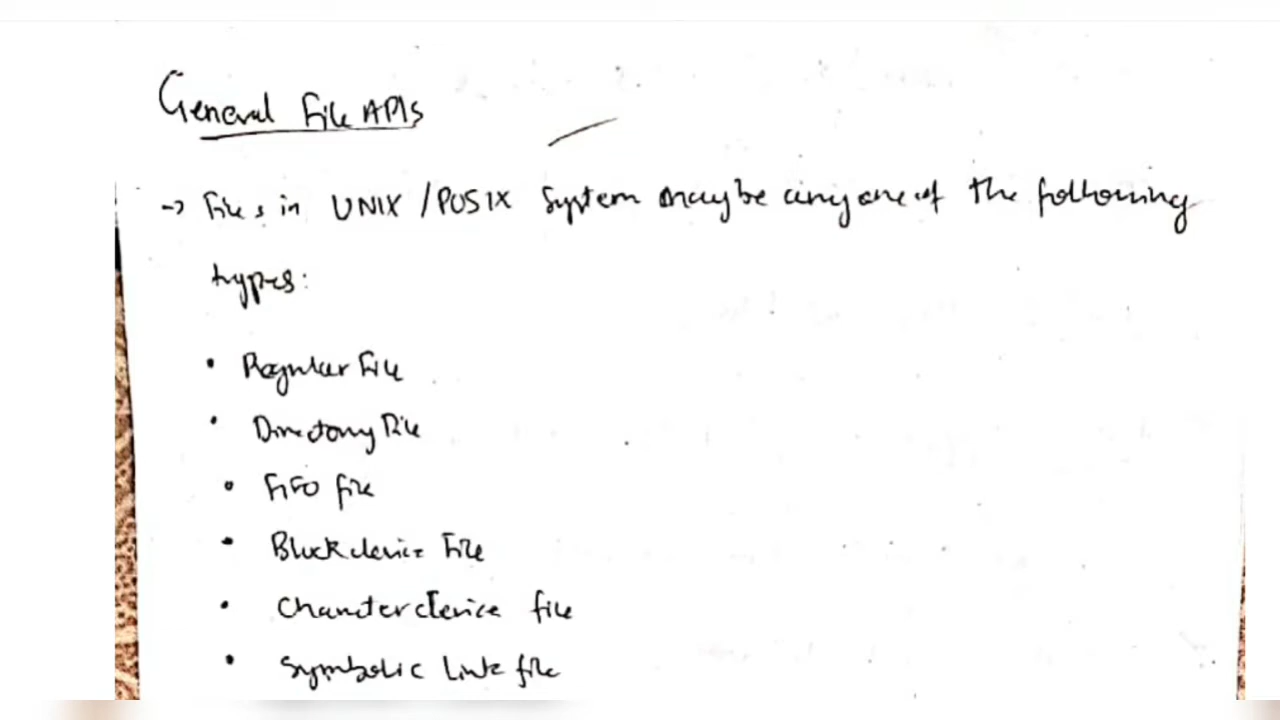 General File APIs
-> Files in UNIX /POSIX System may be any one of the following
types:
• Regular File
• Directory File
• FIFO file
• Block device File
• Character device file
• Symbolic link file